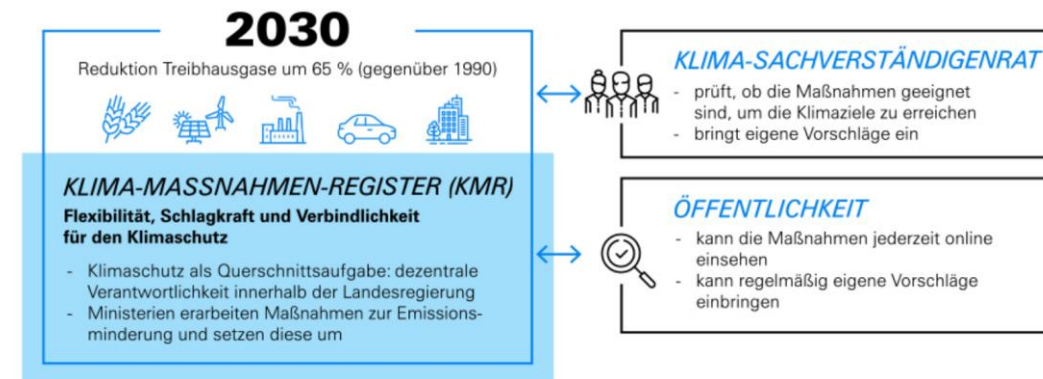 2030
Reduktion Treibhausgase um 65 % (gegenüber 1990)
KLIMA-MASSNAHMEN-REGISTER (KMR)
Flexibilität, Schlagkraft und Verbindlichkeit
für den Klimaschutz
- Klimaschutz als Querschnittsaufgabe: dezentrale
Verantwortlichkeit innerhalb der Landesregierung
- Ministerien erarbeiten Maßnahmen zur Emissions-
minderung und setzen diese um
KLIMA-SACHVERSTÄNDIGENRAT
- prüft, ob die Maßnahmen geeignet
sind, um die Klimaziele zu erreichen
- bringt eigene Vorschläge ein
ÖFFENTLICHKEIT
- kann die Maßnahmen jederzeit online
einsehen
- kann regelmäßig eigene Vorschläge
einbringen